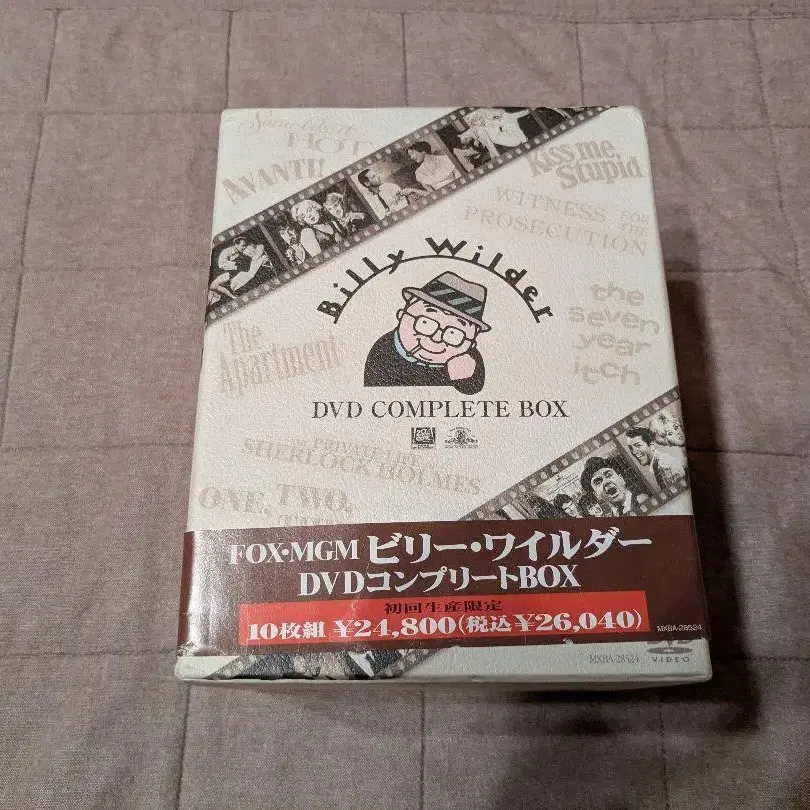 Some like it
HOT
AVANTI!
Kiss me,
Stupid
WITNESS FOR
THE
PROSECUTION
Billy Wilder
the
seven
year
itch
The
Apartment
DVD COMPLETE BOX
THE PRIVATE LIFE OF
SHERLOCK HOLMES
ONE, TWO,
FOX・MGM ビリー・ワイルダー
DVDコンプリートBOX
初回生産限定
10枚組 ¥24,800(税込¥26,040)
MXBA-28524
MXBA-28524
VIDEO